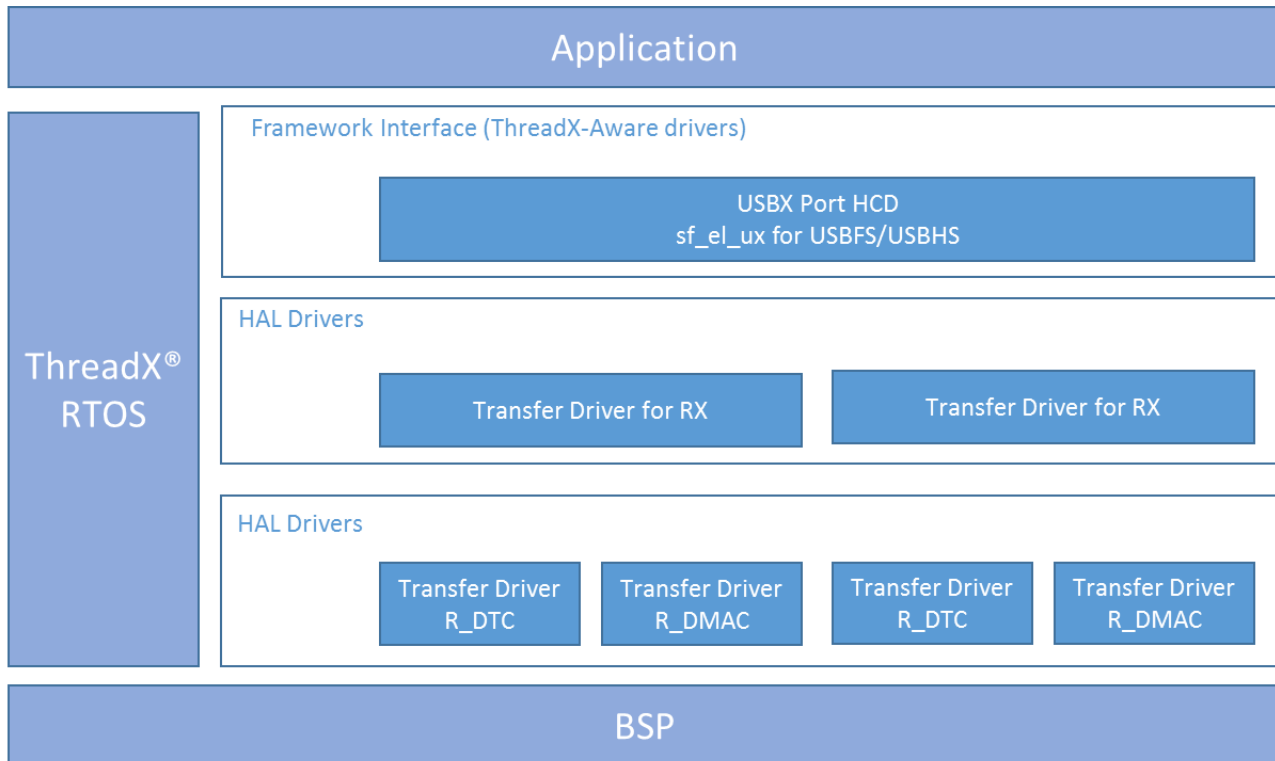 Application
Framework Interface (ThreadX-Aware drivers)
USBX Port HCD
sf_el_ux for USBFS/USBHS
ThreadX®
RTOS
HAL Drivers
Transfer Driver for RX
Transfer Driver for RX
HAL Drivers
Transfer Driver
R_DTC
Transfer Driver
R_DMAC
Transfer Driver
R_DTC
Transfer Driver
R_DMAC
BSP